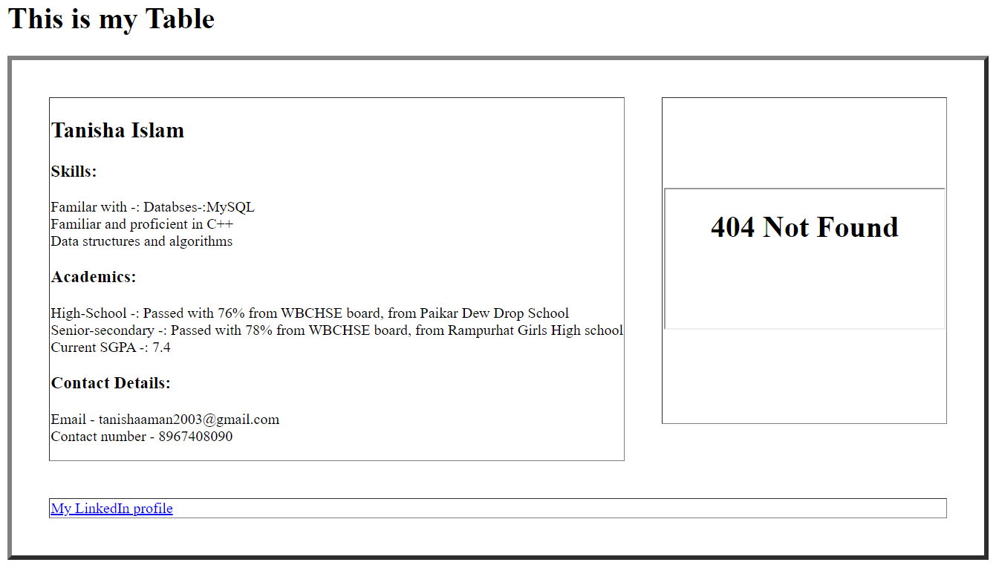 This is my Table
Tanisha Islam
Skills:
Familar with -: Databses-:MySQL
Familiar and proficient in C++
Data structures and algorithms
Academics:
High-School -: Passed with 76% from WBCHSE board, from Paikar Dew Drop School
Senior-secondary -: Passed with 78% from WBCHSE board, from Rampurhat Girls High school
Current SGPA -: 7.4
Contact Details:
Email - tanishaaman2003@gmail.com
Contact number - 8967408090
404 Not Found
My LinkedIn profile